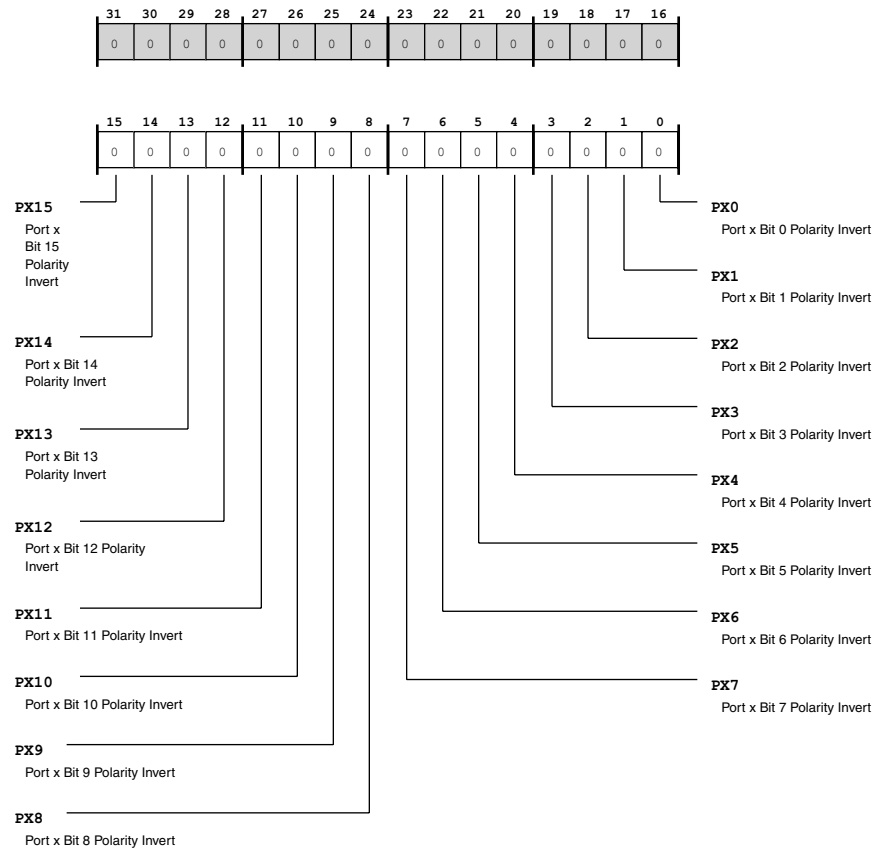 31 30 29 28 27 26 25 24 23 22 21 20 19 18 17 16
0 0 0 0 0 0 0 0 0 0 0 0 0 0 0 0
15 14 13 12 11 10 9 8 7 6 5 4 3 2 1 0
0 0 0 0 0 0 0 0 0 0 0 0 0 0 0 0
PX15
Port x
Bit 15
Polarity
Invert
PX14
Port x Bit 14
Polarity Invert
PX13
Port x Bit 13
Polarity Invert
PX12
Port x Bit 12 Polarity
Invert
PX11
Port x Bit 11 Polarity Invert
PX10
Port x Bit 10 Polarity Invert
PX9
Port x Bit 9 Polarity Invert
PX8
Port x Bit 8 Polarity Invert
PX0
Port x Bit 0 Polarity Invert
PX1
Port x Bit 1 Polarity Invert
PX2
Port x Bit 2 Polarity Invert
PX3
Port x Bit 3 Polarity Invert
PX4
Port x Bit 4 Polarity Invert
PX5
Port x Bit 5 Polarity Invert
PX6
Port x Bit 6 Polarity Invert
PX7
Port x Bit 7 Polarity Invert